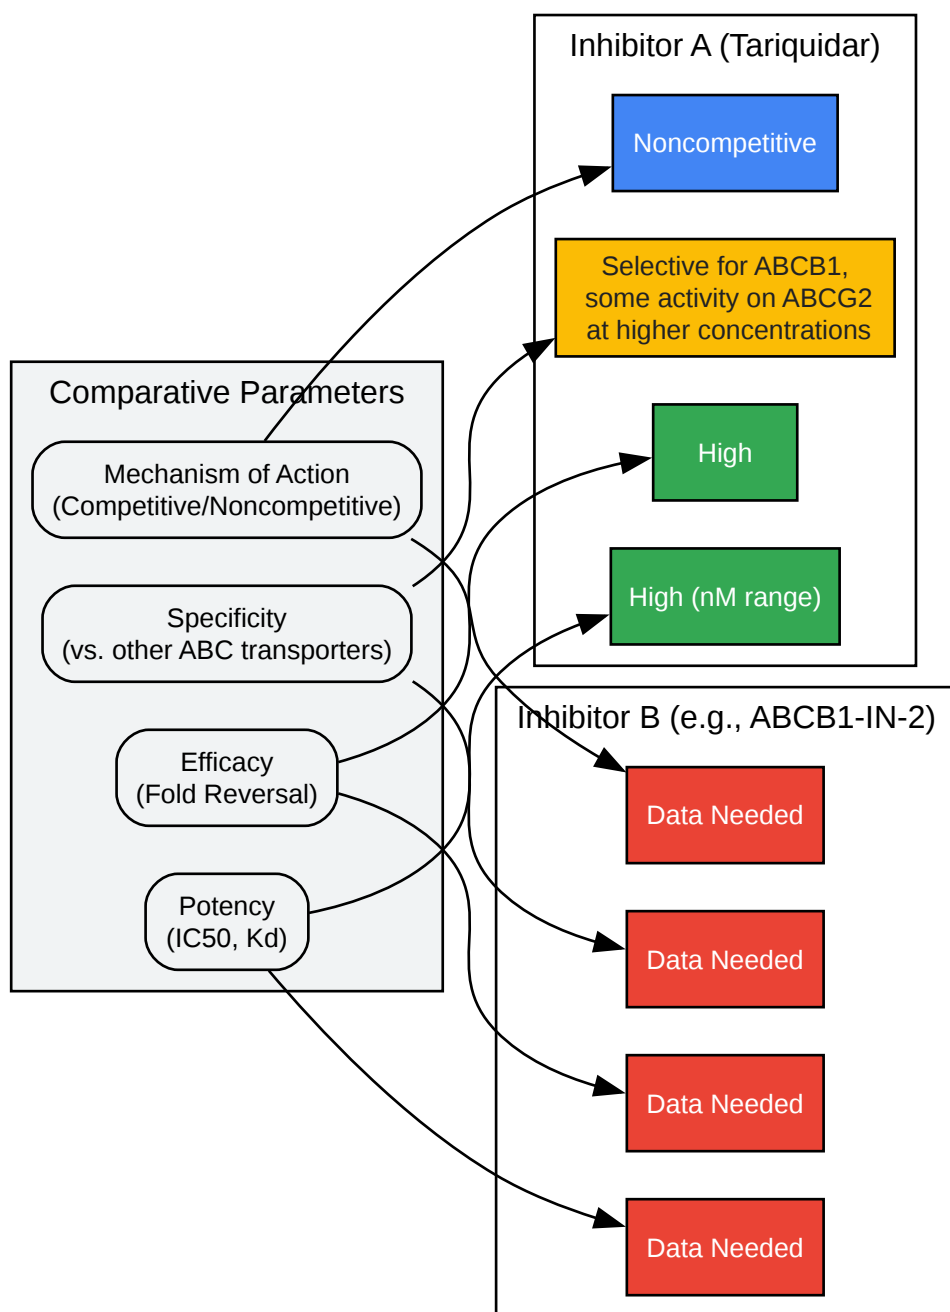 Inhibitor A (Tariquidar)
Noncompetitive
Selective for ABCB1,
some activity on ABCG2
at higher concentrations
High
High (nM range)
Comparative Parameters
Mechanism of Action
(Competitive/Noncompetitive)
Specificity
(vs. other ABC transporters)
Efficacy
(Fold Reversal)
Potency
(IC50, Kd)
Inhibitor B (e.g., ABCB1-IN-2)
Data Needed
Data Needed
Data Needed
Data Needed